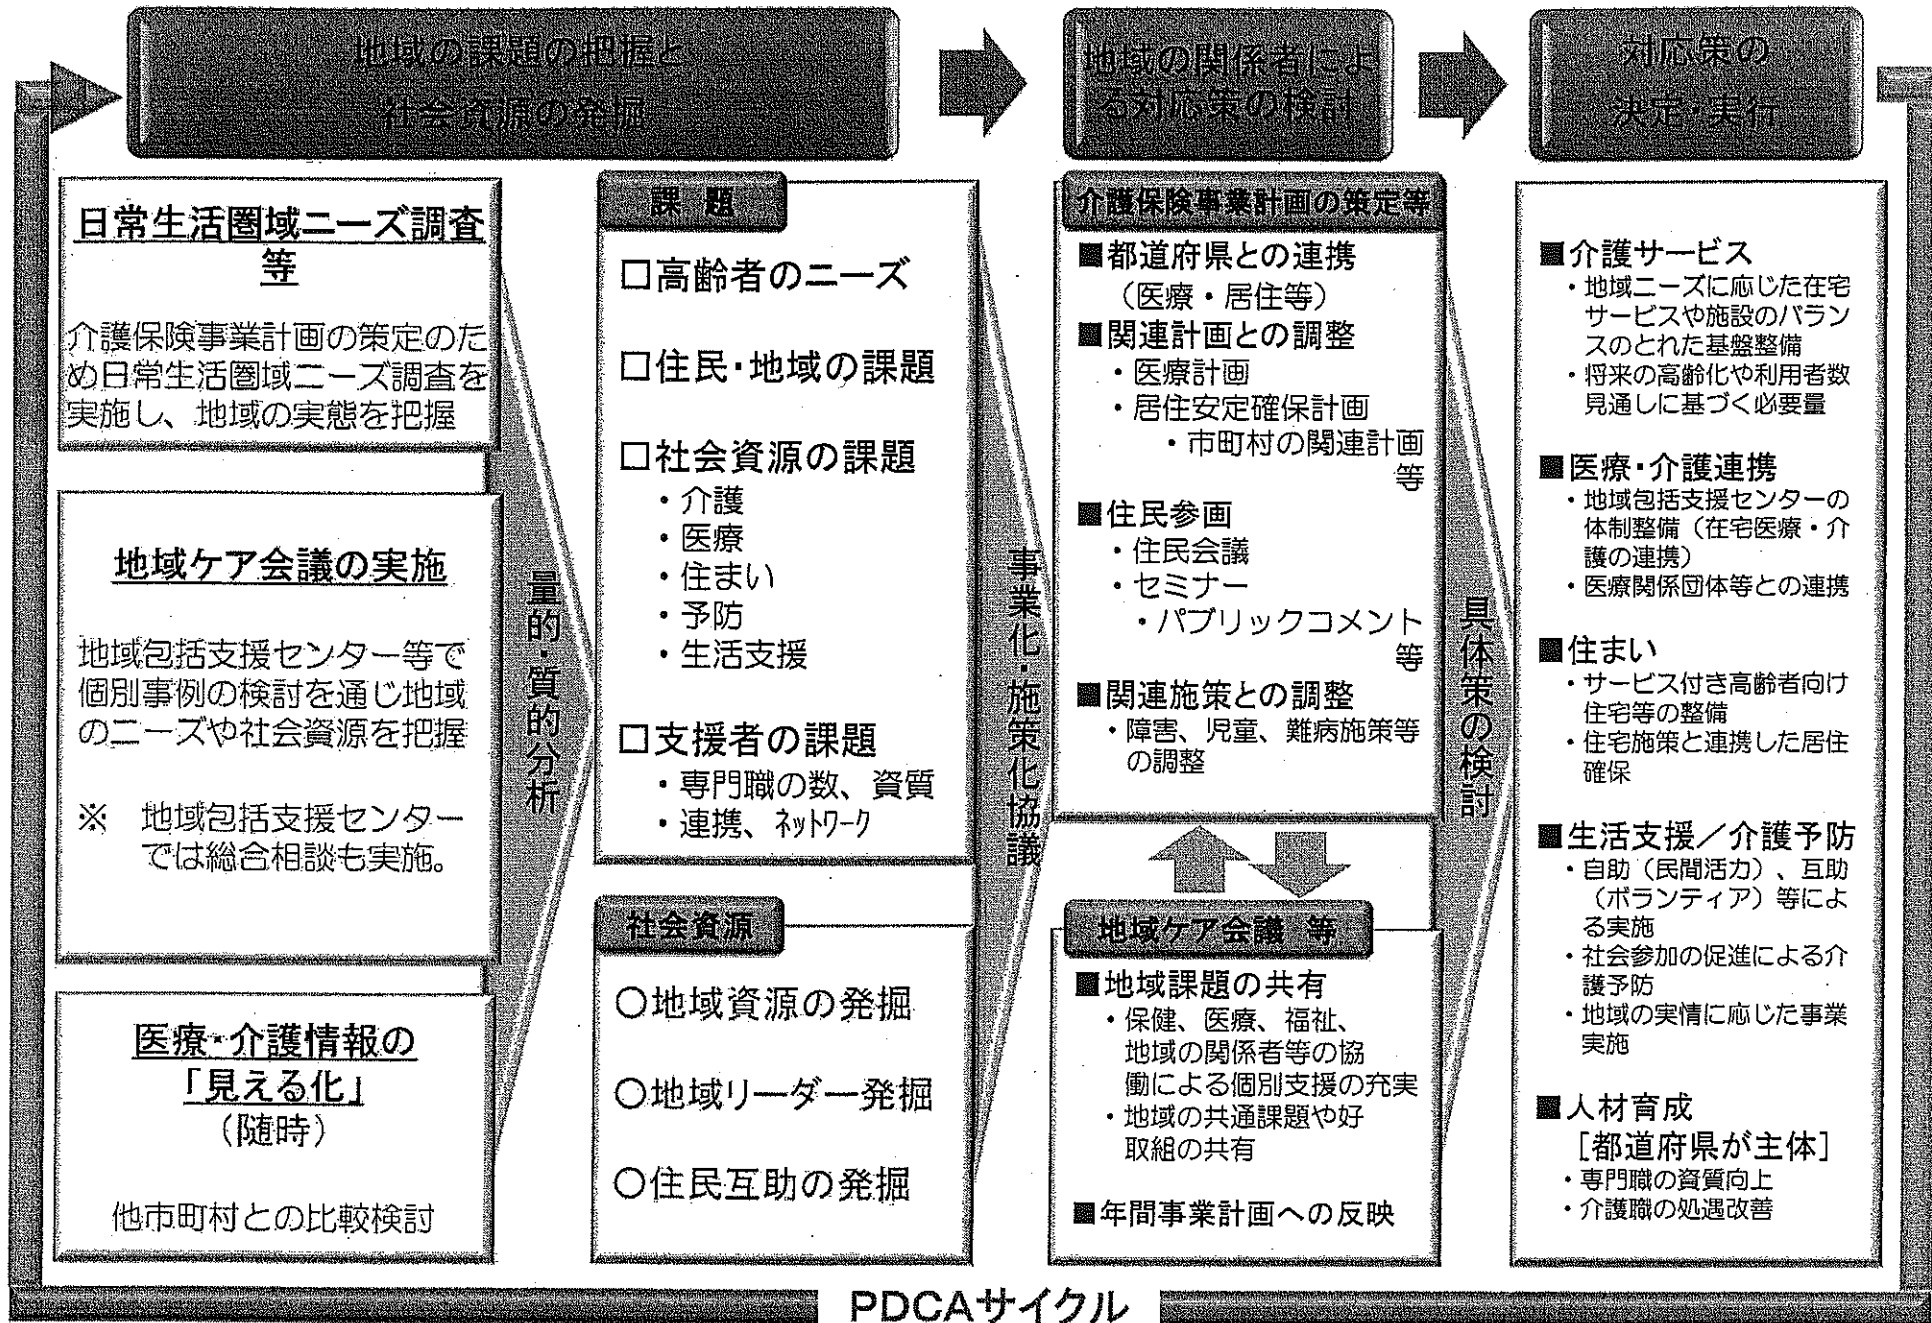 地域の課題の把握と
社会資源の発掘
地域の関係者によ
る対応策の検討
対応策の
決定・実行
日常生活圏域ニーズ調査
等
介護保険事業計画の策定のた
め日常生活圏域ニーズ調査を
実施し、地域の実態を把握
地域ケア会議の実施
地域包括支援センター等で
個別事例の検討を通じ地域
のニーズや社会資源を把握
※ 地域包括支援センター
では総合相談も実施。
医療・介護情報の
「見える化」
（随時）
他市町村との比較検討
量的・質的分析
課 題
□高齢者のニーズ
□住民・地域の課題
□社会資源の課題
・介護
・医療
・住まい
・予防
・生活支援
□支援者の課題
・専門職の数、資質
・連携、ネットワーク
社会資源
○地域資源の発掘
○地域リーダー発掘
○住民互助の発掘
事業化・施策化協議
介護保険事業計画の策定等
■都道府県との連携
（医療・居住等）
■関連計画との調整
・医療計画
・居住安定確保計画
・市町村の関連計画
等
■住民参画
・住民会議
・セミナー
・パブリックコメント
等
■関連施策との調整
・障害、児童、難病施策等
の調整
地域ケア会議 等
■地域課題の共有
・保健、医療、福祉、
地域の関係者等の協
働による個別支援の充実
・地域の共通課題や好
取組の共有
■年間事業計画への反映
具体策の検討
■介護サービス
・地域ニーズに応じた在宅
サービスや施設のバラン
スのとれた基盤整備
・将来の高齢化や利用者数
見通しに基づく必要量
■医療・介護連携
・地域包括支援センターの
体制整備（在宅医療・介
護の連携）
・医療関係団体等との連携
■住まい
・サービス付き高齢者向け
住宅等の整備
・住宅施策と連携した居住
確保
■生活支援／介護予防
・自助（民間活力）、互助
（ボランティア）等によ
る実施
・社会参加の促進による介
護予防
・地域の実情に応じた事業
実施
■人材育成
［都道府県が主体］
・専門職の資質向上
・介護職の処遇改善
PDCAサイクル